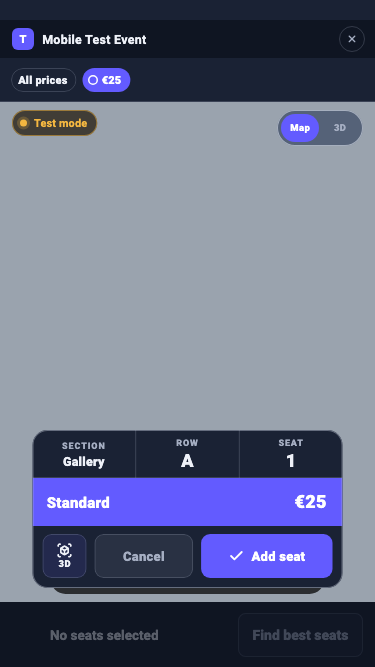 T Mobile Test Event
All prices €25
Test mode
Map 3D
SECTION ROW SEAT
Gallery A 1
Standard €25
3D Cancel Add seat
No seats selected Find best seats